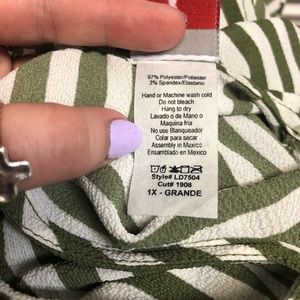 97% Polyester/Poliester
3% Spandex/Elastano
Hand or Machine wash cold
Do not bleach
Hang to dry
Lavado o de Mano o
Maquina fria
No use Blanqueador
Colar para secar
Assembly in Mexico
Ensamblado en Mexico
Style# LD7504
Cut# 1908
1X - GRANDE